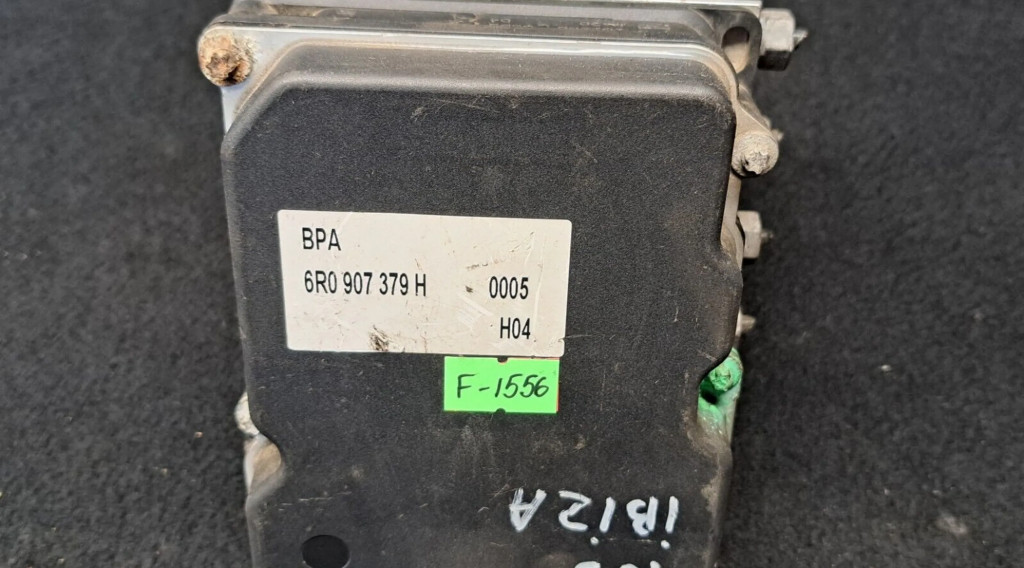 BPA
6R0 907 379 H 0005
H04
F-1556
iBiZA